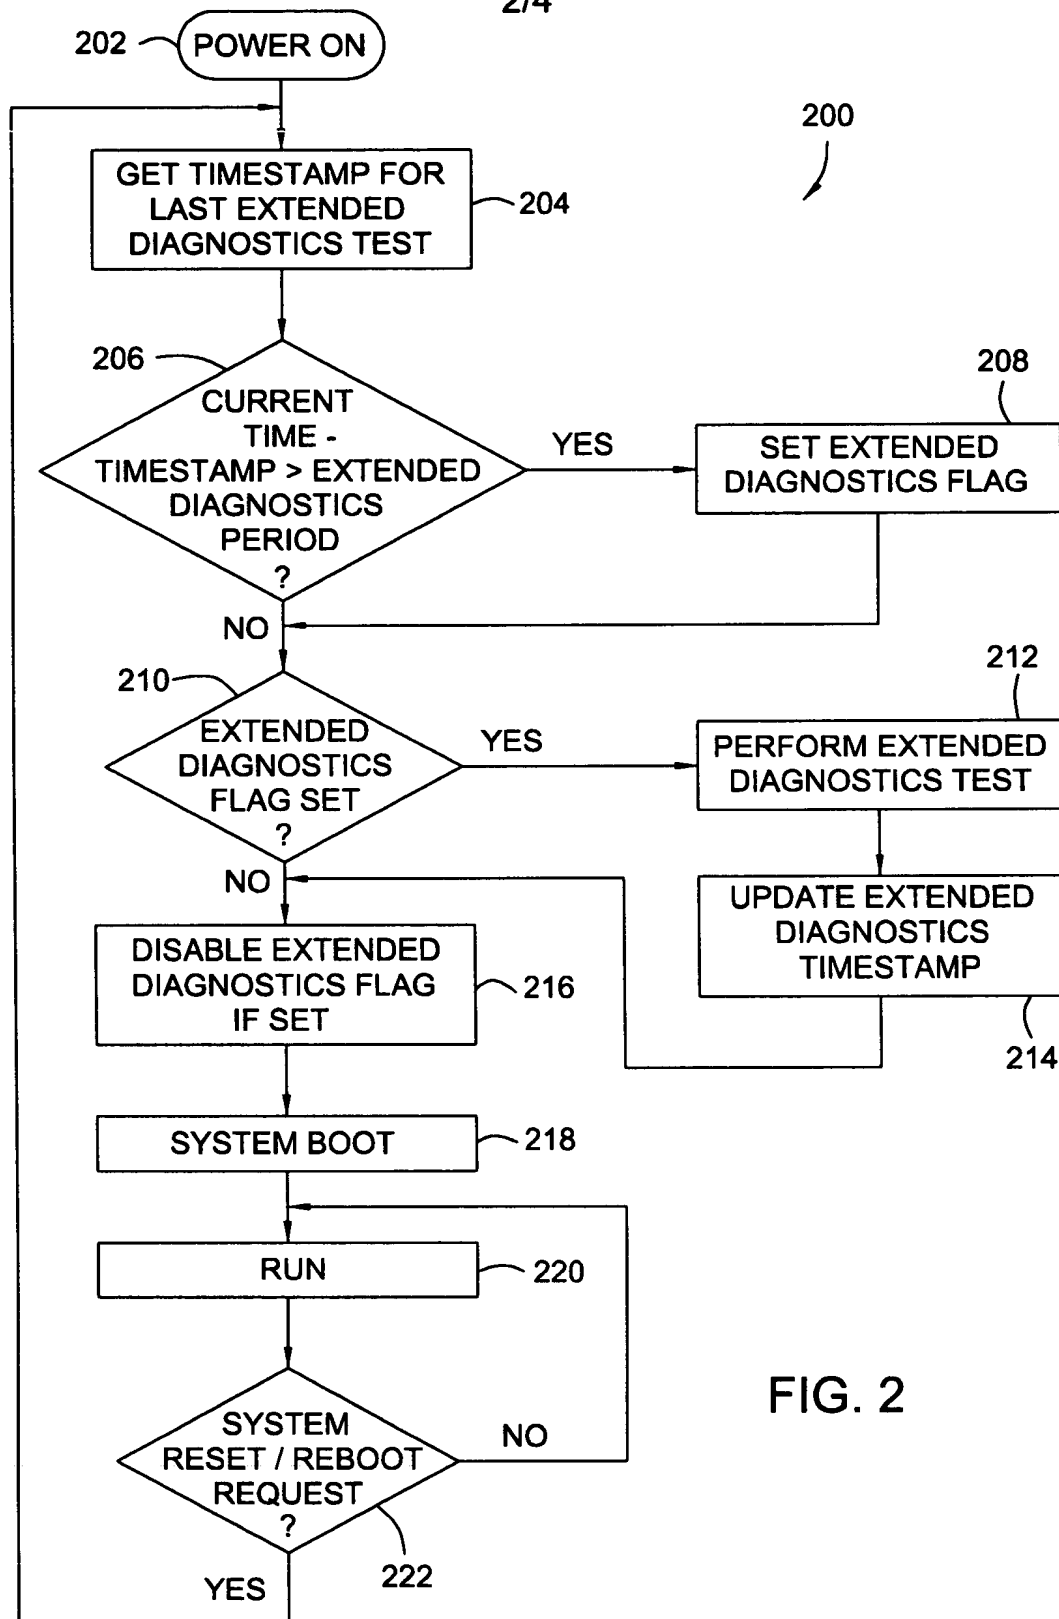 2/4
202
POWER ON
200
GET TIMESTAMP FOR
LAST EXTENDED
DIAGNOSTICS TEST
204
206
CURRENT
TIME -
TIMESTAMP > EXTENDED
DIAGNOSTICS
PERIOD
?
YES
208
SET EXTENDED
DIAGNOSTICS FLAG
NO
210
EXTENDED
DIAGNOSTICS
FLAG SET
?
YES
212
PERFORM EXTENDED
DIAGNOSTICS TEST
NO
UPDATE EXTENDED
DIAGNOSTICS
TIMESTAMP
214
DISABLE EXTENDED
DIAGNOSTICS FLAG
IF SET
216
SYSTEM BOOT
218
RUN
220
SYSTEM
RESET / REBOOT
REQUEST
?
NO
222
YES
FIG. 2